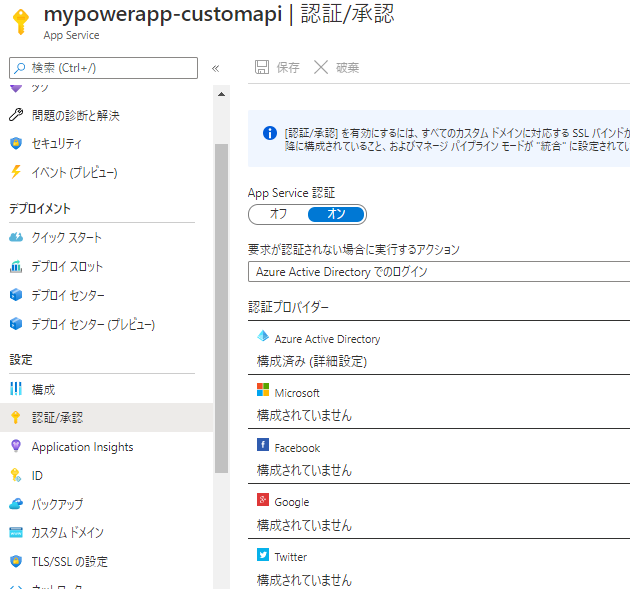 mypowerapp-customapi | 認証/承認
App Service
検索 (Ctrl+/)
«
保存
破棄
タグ
問題の診断と解決
セキュリティ
イベント (プレビュー)
デプロイメント
クイック スタート
デプロイ スロット
デプロイ センター
デプロイ センター (プレビュー)
設定
構成
認証/承認
Application Insights
ID
バックアップ
カスタム ドメイン
TLS/SSL の設定
ネットワーク
[認証/承認] を有効にするには、すべてのカスタム ドメインに対応する SSL バインドが
降に構成されていること、およびマネージ パイプライン モードが "統合" に設定されてい
App Service 認証
オフ
オン
要求が認証されない場合に実行するアクション
Azure Active Directory でのログイン
認証プロバイダー
Azure Active Directory
構成済み (詳細設定)
Microsoft
構成されていません
Facebook
構成されていません
Google
構成されていません
Twitter
構成されていません